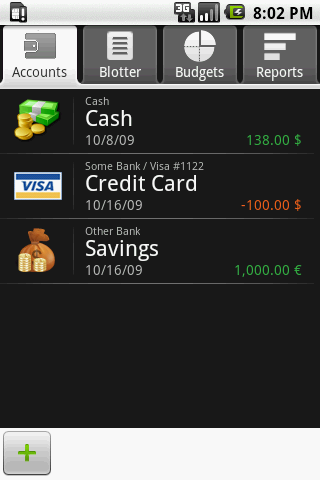 3G
8:02 PM
Accounts
Blotter
Budgets
Reports
Cash
Cash
10/8/09
138.00 $
VISA
Some Bank / Visa #1122
Credit Card
10/16/09
-100.00 $
Other Bank
Savings
10/16/09
1,000.00 €